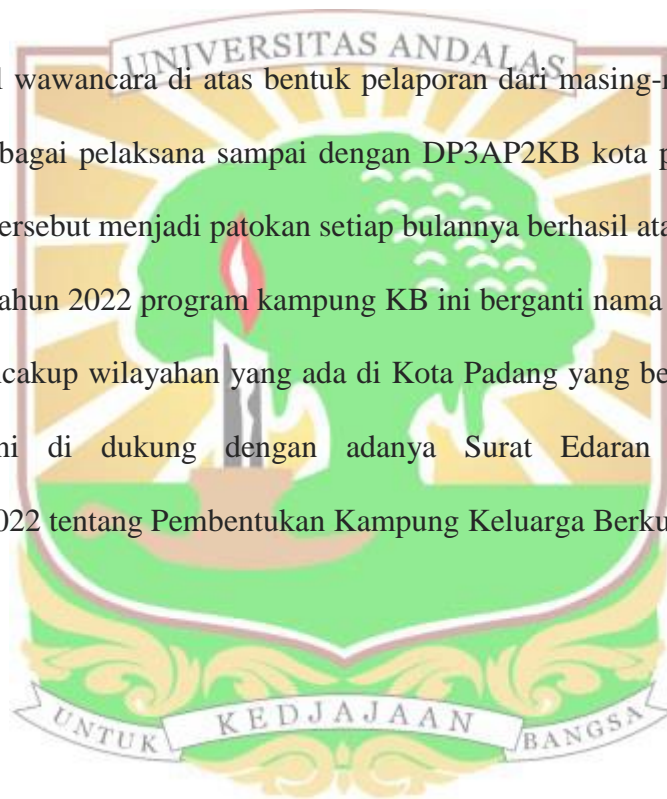 UNIVERSITAS ANDALAS
l wawancara di atas bentuk pelaporan dari masing-
bagai pelaksana sampai dengan DP3AP2KB kota p
ersebut menjadi patokan setiap bulannya berhasil ata
ahun 2022 program kampung KB ini berganti nama
ncakup wilayahan yang ada di Kota Padang yang be
ni di dukung dengan adanya Surat Edaran
022 tentang Pembentukan Kampung Keluarga Berku
UNTUK KEDJAJAAN BANGSA